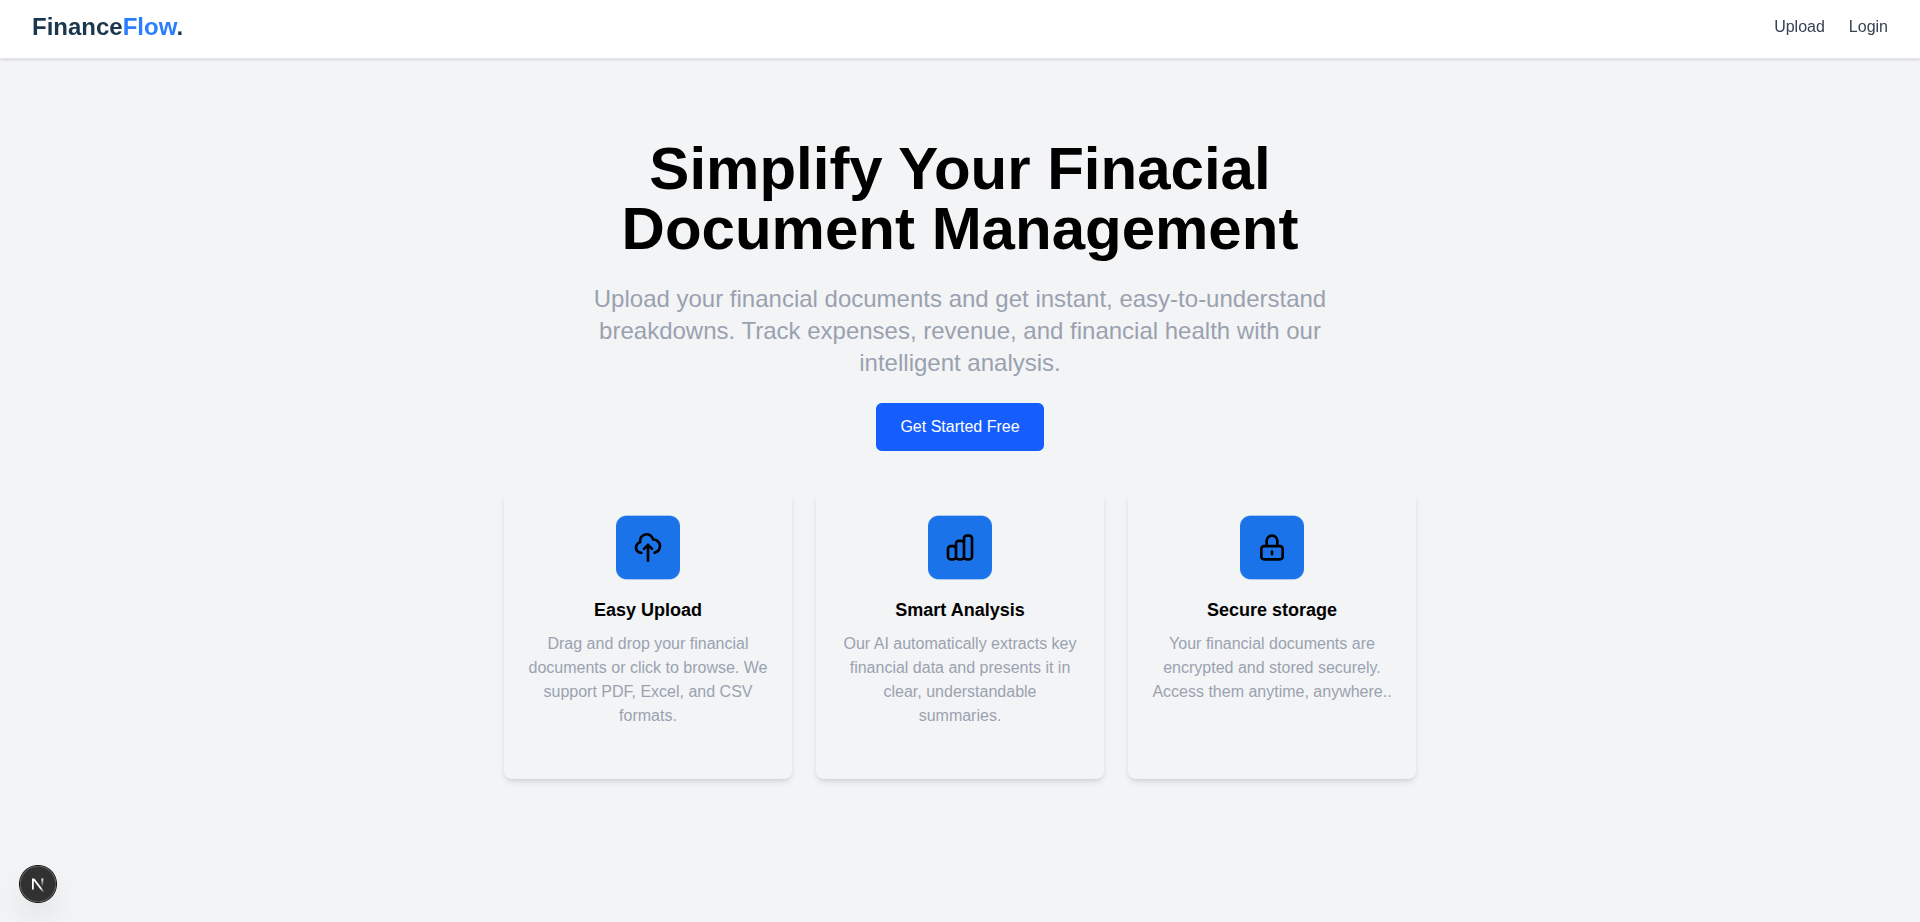 FinanceFlow.
Upload
Login
Simplify Your Finacial
Document Management
Upload your financial documents and get instant, easy-to-understand
breakdowns. Track expenses, revenue, and financial health with our
intelligent analysis.
Get Started Free
Easy Upload
Drag and drop your financial
documents or click to browse. We
support PDF, Excel, and CSV
formats.
Smart Analysis
Our AI automatically extracts key
financial data and presents it in
clear, understandable
summaries.
Secure storage
Your financial documents are
encrypted and stored securely.
Access them anytime, anywhere..
N